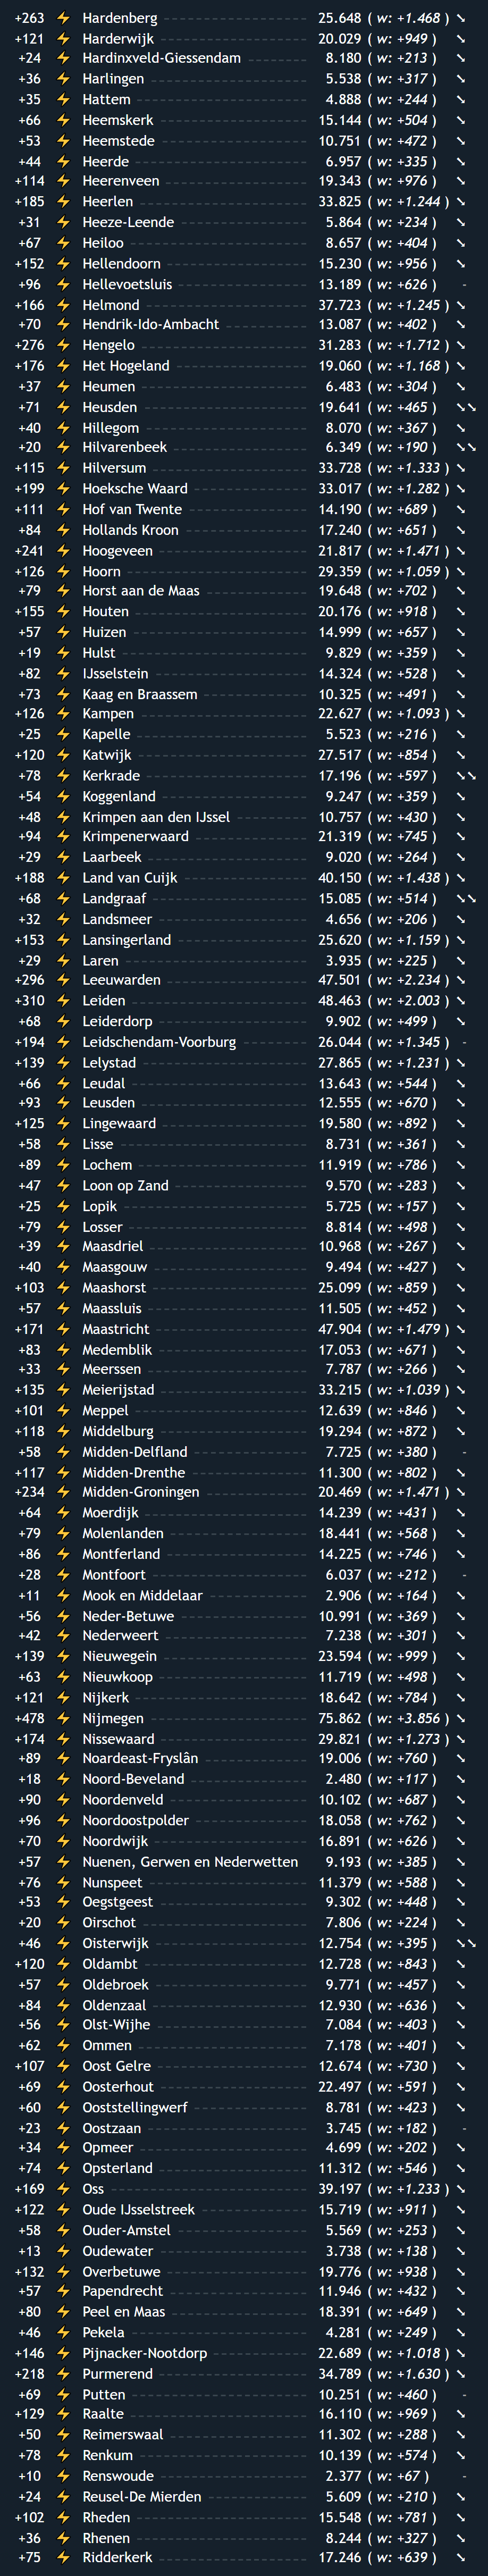 +263 ⚡ Hardenberg 25.648 ( w: +1.468 ) ⭨
+121 ⚡ Harderwijk 20.029 ( w: +949 ) ⭨
+24 ⚡ Hardinxveld-Giessendam 8.180 ( w: +213 ) ⭨
+36 ⚡ Harlingen 5.538 ( w: +317 ) ⭨
+35 ⚡ Hattem 4.888 ( w: +244 ) ⭨
+66 ⚡ Heemskerk 15.144 ( w: +504 ) ⭨
+53 ⚡ Heemstede 10.751 ( w: +472 ) ⭨
+44 ⚡ Heerde 6.957 ( w: +335 ) ⭨
+114 ⚡ Heerenveen 19.343 ( w: +976 ) ⭨
+185 ⚡ Heerlen 33.825 ( w: +1.244 ) ⭨
+31 ⚡ Heeze-Leende 5.864 ( w: +234 ) ⭨
+67 ⚡ Heiloo 8.657 ( w: +404 ) ⭨
+152 ⚡ Hellendoorn 15.230 ( w: +956 ) ⭨
+96 ⚡ Hellevoetsluis 13.189 ( w: +626 ) -
+166 ⚡ Helmond 37.723 ( w: +1.245 ) ⭨
+70 ⚡ Hendrik-Ido-Ambacht 13.087 ( w: +402 ) ⭨
+276 ⚡ Hengelo 31.283 ( w: +1.712 ) ⭨
+176 ⚡ Het Hogeland 19.060 ( w: +1.168 ) ⭨
+37 ⚡ Heumen 6.483 ( w: +304 ) ⭨
+71 ⚡ Heusden 19.641 ( w: +465 ) ⭨⭨
+40 ⚡ Hillegom 8.070 ( w: +367 ) ⭨
+20 ⚡ Hilvarenbeek 6.349 ( w: +190 ) ⭨⭨
+115 ⚡ Hilversum 33.728 ( w: +1.333 ) ⭨
+199 ⚡ Hoeksche Waard 33.017 ( w: +1.282 ) ⭨
+111 ⚡ Hof van Twente 14.190 ( w: +689 ) ⭨
+84 ⚡ Hollands Kroon 17.240 ( w: +651 ) ⭨
+241 ⚡ Hoogeveen 21.817 ( w: +1.471 ) ⭨
+126 ⚡ Hoorn 29.359 ( w: +1.059 ) ⭨
+79 ⚡ Horst aan de Maas 19.648 ( w: +702 ) ⭨
+155 ⚡ Houten 20.176 ( w: +918 ) ⭨
+57 ⚡ Huizen 14.999 ( w: +657 ) ⭨
+19 ⚡ Hulst 9.829 ( w: +359 ) ⭨
+82 ⚡ IJsselstein 14.324 ( w: +528 ) ⭨
+73 ⚡ Kaag en Braassem 10.325 ( w: +491 ) ⭨
+126 ⚡ Kampen 22.627 ( w: +1.093 ) ⭨
+25 ⚡ Kapelle 5.523 ( w: +216 ) ⭨
+120 ⚡ Katwijk 27.517 ( w: +854 ) ⭨
+78 ⚡ Kerkrade 17.196 ( w: +597 ) ⭨⭨
+54 ⚡ Koggenland 9.247 ( w: +359 ) ⭨
+48 ⚡ Krimpen aan den IJssel 10.757 ( w: +430 ) ⭨
+94 ⚡ Krimpenerwaard 21.319 ( w: +745 ) ⭨
+29 ⚡ Laarbeek 9.020 ( w: +264 ) ⭨
+188 ⚡ Land van Cuijk 40.150 ( w: +1.438 ) ⭨
+68 ⚡ Landgraaf 15.085 ( w: +514 ) ⭨⭨
+32 ⚡ Landsmeer 4.656 ( w: +206 ) ⭨
+153 ⚡ Lansingerland 25.620 ( w: +1.159 ) ⭨
+29 ⚡ Laren 3.935 ( w: +225 ) ⭨
+296 ⚡ Leeuwarden 47.501 ( w: +2.234 ) ⭨
+310 ⚡ Leiden 48.463 ( w: +2.003 ) ⭨
+68 ⚡ Leiderdorp 9.902 ( w: +499 ) ⭨
+194 ⚡ Leidschendam-Voorburg 26.044 ( w: +1.345 ) -
+139 ⚡ Lelystad 27.865 ( w: +1.231 ) ⭨
+66 ⚡ Leudal 13.643 ( w: +544 ) ⭨
+93 ⚡ Leusden 12.555 ( w: +670 ) ⭨
+125 ⚡ Lingewaard 19.580 ( w: +892 ) ⭨
+58 ⚡ Lisse 8.731 ( w: +361 ) ⭨
+89 ⚡ Lochem 11.919 ( w: +786 ) ⭨
+47 ⚡ Loon op Zand 9.570 ( w: +283 ) ⭨
+25 ⚡ Lopik 5.725 ( w: +157 ) ⭨
+79 ⚡ Losser 8.814 ( w: +498 ) ⭨
+39 ⚡ Maasdriel 10.968 ( w: +267 ) ⭨
+40 ⚡ Maasgouw 9.494 ( w: +427 ) ⭨
+103 ⚡ Maashorst 25.099 ( w: +859 ) ⭨
+57 ⚡ Maassluis 11.505 ( w: +452 ) ⭨
+171 ⚡ Maastricht 47.904 ( w: +1.479 ) ⭨
+83 ⚡ Medemblik 17.053 ( w: +671 ) ⭨
+33 ⚡ Meerssen 7.787 ( w: +266 ) ⭨
+135 ⚡ Meierijstad 33.215 ( w: +1.039 ) ⭨
+101 ⚡ Meppel 12.639 ( w: +846 ) ⭨
+118 ⚡ Middelburg 19.294 ( w: +872 ) ⭨
+58 ⚡ Midden-Delfland 7.725 ( w: +380 ) -
+117 ⚡ Midden-Drenthe 11.300 ( w: +802 ) ⭨
+234 ⚡ Midden-Groningen 20.469 ( w: +1.471 ) ⭨
+64 ⚡ Moerdijk 14.239 ( w: +431 ) ⭨
+79 ⚡ Molenlanden 18.441 ( w: +568 ) ⭨
+86 ⚡ Montferland 14.225 ( w: +746 ) ⭨
+28 ⚡ Montfoort 6.037 ( w: +212 ) -
+11 ⚡ Mook en Middelaar 2.906 ( w: +164 ) ⭨
+56 ⚡ Neder-Betuwe 10.991 ( w: +369 ) ⭨
+42 ⚡ Nederweert 7.238 ( w: +301 ) ⭨
+139 ⚡ Nieuwegein 23.594 ( w: +999 ) ⭨
+63 ⚡ Nieuwkoop 11.719 ( w: +498 ) ⭨
+121 ⚡ Nijkerk 18.642 ( w: +784 ) ⭨
+478 ⚡ Nijmegen 75.862 ( w: +3.856 ) ⭨
+174 ⚡ Nissewaard 29.821 ( w: +1.273 ) ⭨
+89 ⚡ Noardeast-Fryslân 19.006 ( w: +760 ) ⭨
+18 ⚡ Noord-Beveland 2.480 ( w: +117 ) ⭨
+90 ⚡ Noordenveld 10.102 ( w: +687 ) ⭨
+96 ⚡ Noordoostpolder 18.058 ( w: +762 ) ⭨
+70 ⚡ Noordwijk 16.891 ( w: +626 ) ⭨
+57 ⚡ Nuenen, Gerwen en Nederwetten 9.193 ( w: +385 ) ⭨
+76 ⚡ Nunspeet 11.379 ( w: +588 ) ⭨
+53 ⚡ Oegstgeest 9.302 ( w: +448 ) ⭨
+20 ⚡ Oirschot 7.806 ( w: +224 ) ⭨
+46 ⚡ Oisterwijk 12.754 ( w: +395 ) ⭨⭨
+120 ⚡ Oldambt 12.728 ( w: +843 ) ⭨
+57 ⚡ Oldebroek 9.771 ( w: +457 ) ⭨
+84 ⚡ Oldenzaal 12.930 ( w: +636 ) ⭨
+56 ⚡ Olst-Wijhe 7.084 ( w: +403 ) ⭨
+62 ⚡ Ommen 7.178 ( w: +401 ) ⭨
+107 ⚡ Oost Gelre 12.674 ( w: +730 ) ⭨
+69 ⚡ Oosterhout 22.497 ( w: +591 ) ⭨
+60 ⚡ Ooststellingwerf 8.781 ( w: +423 ) ⭨
+23 ⚡ Oostzaan 3.745 ( w: +182 ) -
+34 ⚡ Opmeer 4.699 ( w: +202 ) ⭨
+74 ⚡ Opsterland 11.312 ( w: +546 ) ⭨
+169 ⚡ Oss 39.197 ( w: +1.233 ) ⭨
+122 ⚡ Oude IJsselstreek 15.719 ( w: +911 ) ⭨
+58 ⚡ Ouder-Amstel 5.569 ( w: +253 ) ⭨
+13 ⚡ Oudewater 3.738 ( w: +138 ) ⭨
+132 ⚡ Overbetuwe 19.776 ( w: +938 ) ⭨
+57 ⚡ Papendrecht 11.946 ( w: +432 ) ⭨
+80 ⚡ Peel en Maas 18.391 ( w: +649 ) ⭨
+46 ⚡ Pekela 4.281 ( w: +249 ) ⭨
+146 ⚡ Pijnacker-Nootdorp 22.689 ( w: +1.018 ) ⭨
+218 ⚡ Purmerend 34.789 ( w: +1.630 ) ⭨
+69 ⚡ Putten 10.251 ( w: +460 ) -
+129 ⚡ Raalte 16.110 ( w: +969 ) ⭨
+50 ⚡ Reimerswaal 11.302 ( w: +288 ) ⭨
+78 ⚡ Renkum 10.139 ( w: +574 ) ⭨
+10 ⚡ Renswoude 2.377 ( w: +67 ) -
+24 ⚡ Reusel-De Mierden 5.609 ( w: +210 ) ⭨
+102 ⚡ Rheden 15.548 ( w: +781 ) ⭨
+36 ⚡ Rhenen 8.244 ( w: +327 ) ⭨
+75 ⚡ Ridderkerk 17.246 ( w: +639 ) ⭨